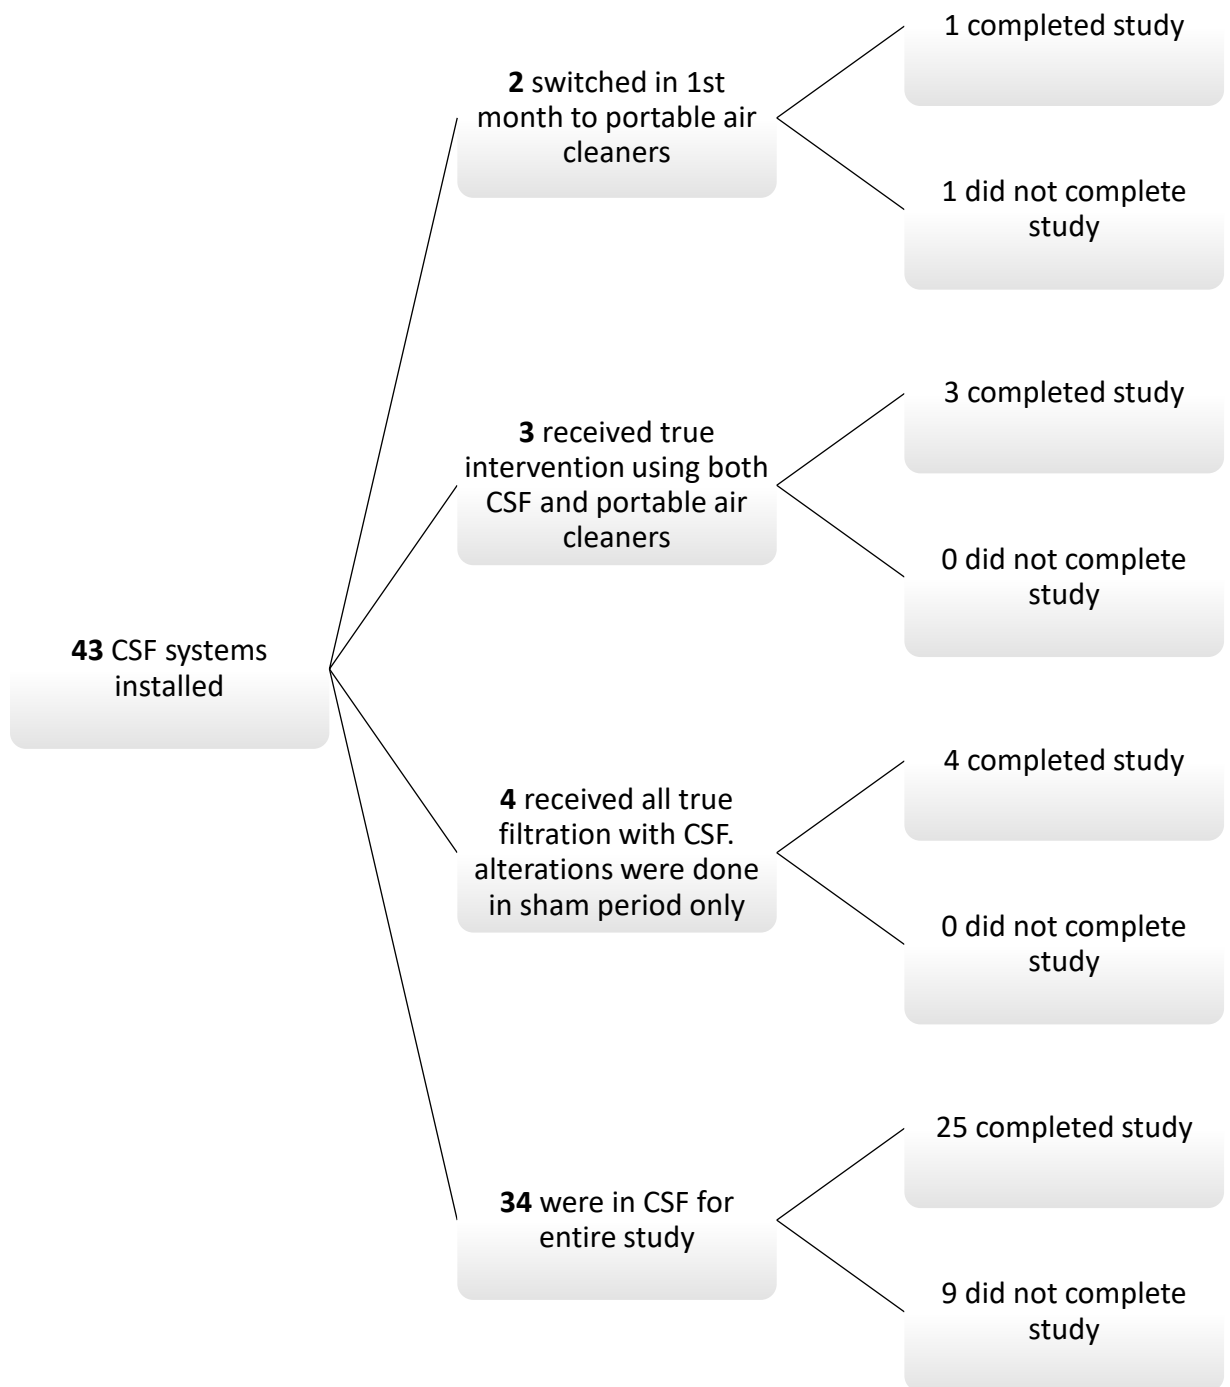 43 CSF systems
installed
2 switched in 1st
month to portable air
cleaners
1 completed study
1 did not complete
study
3 received true
intervention using both
CSF and portable air
cleaners
3 completed study
0 did not complete
study
4 received all true
filtration with CSF.
alterations were done
in sham period only
4 completed study
0 did not complete
study
34 were in CSF for
entire study
25 completed study
9 did not complete
study